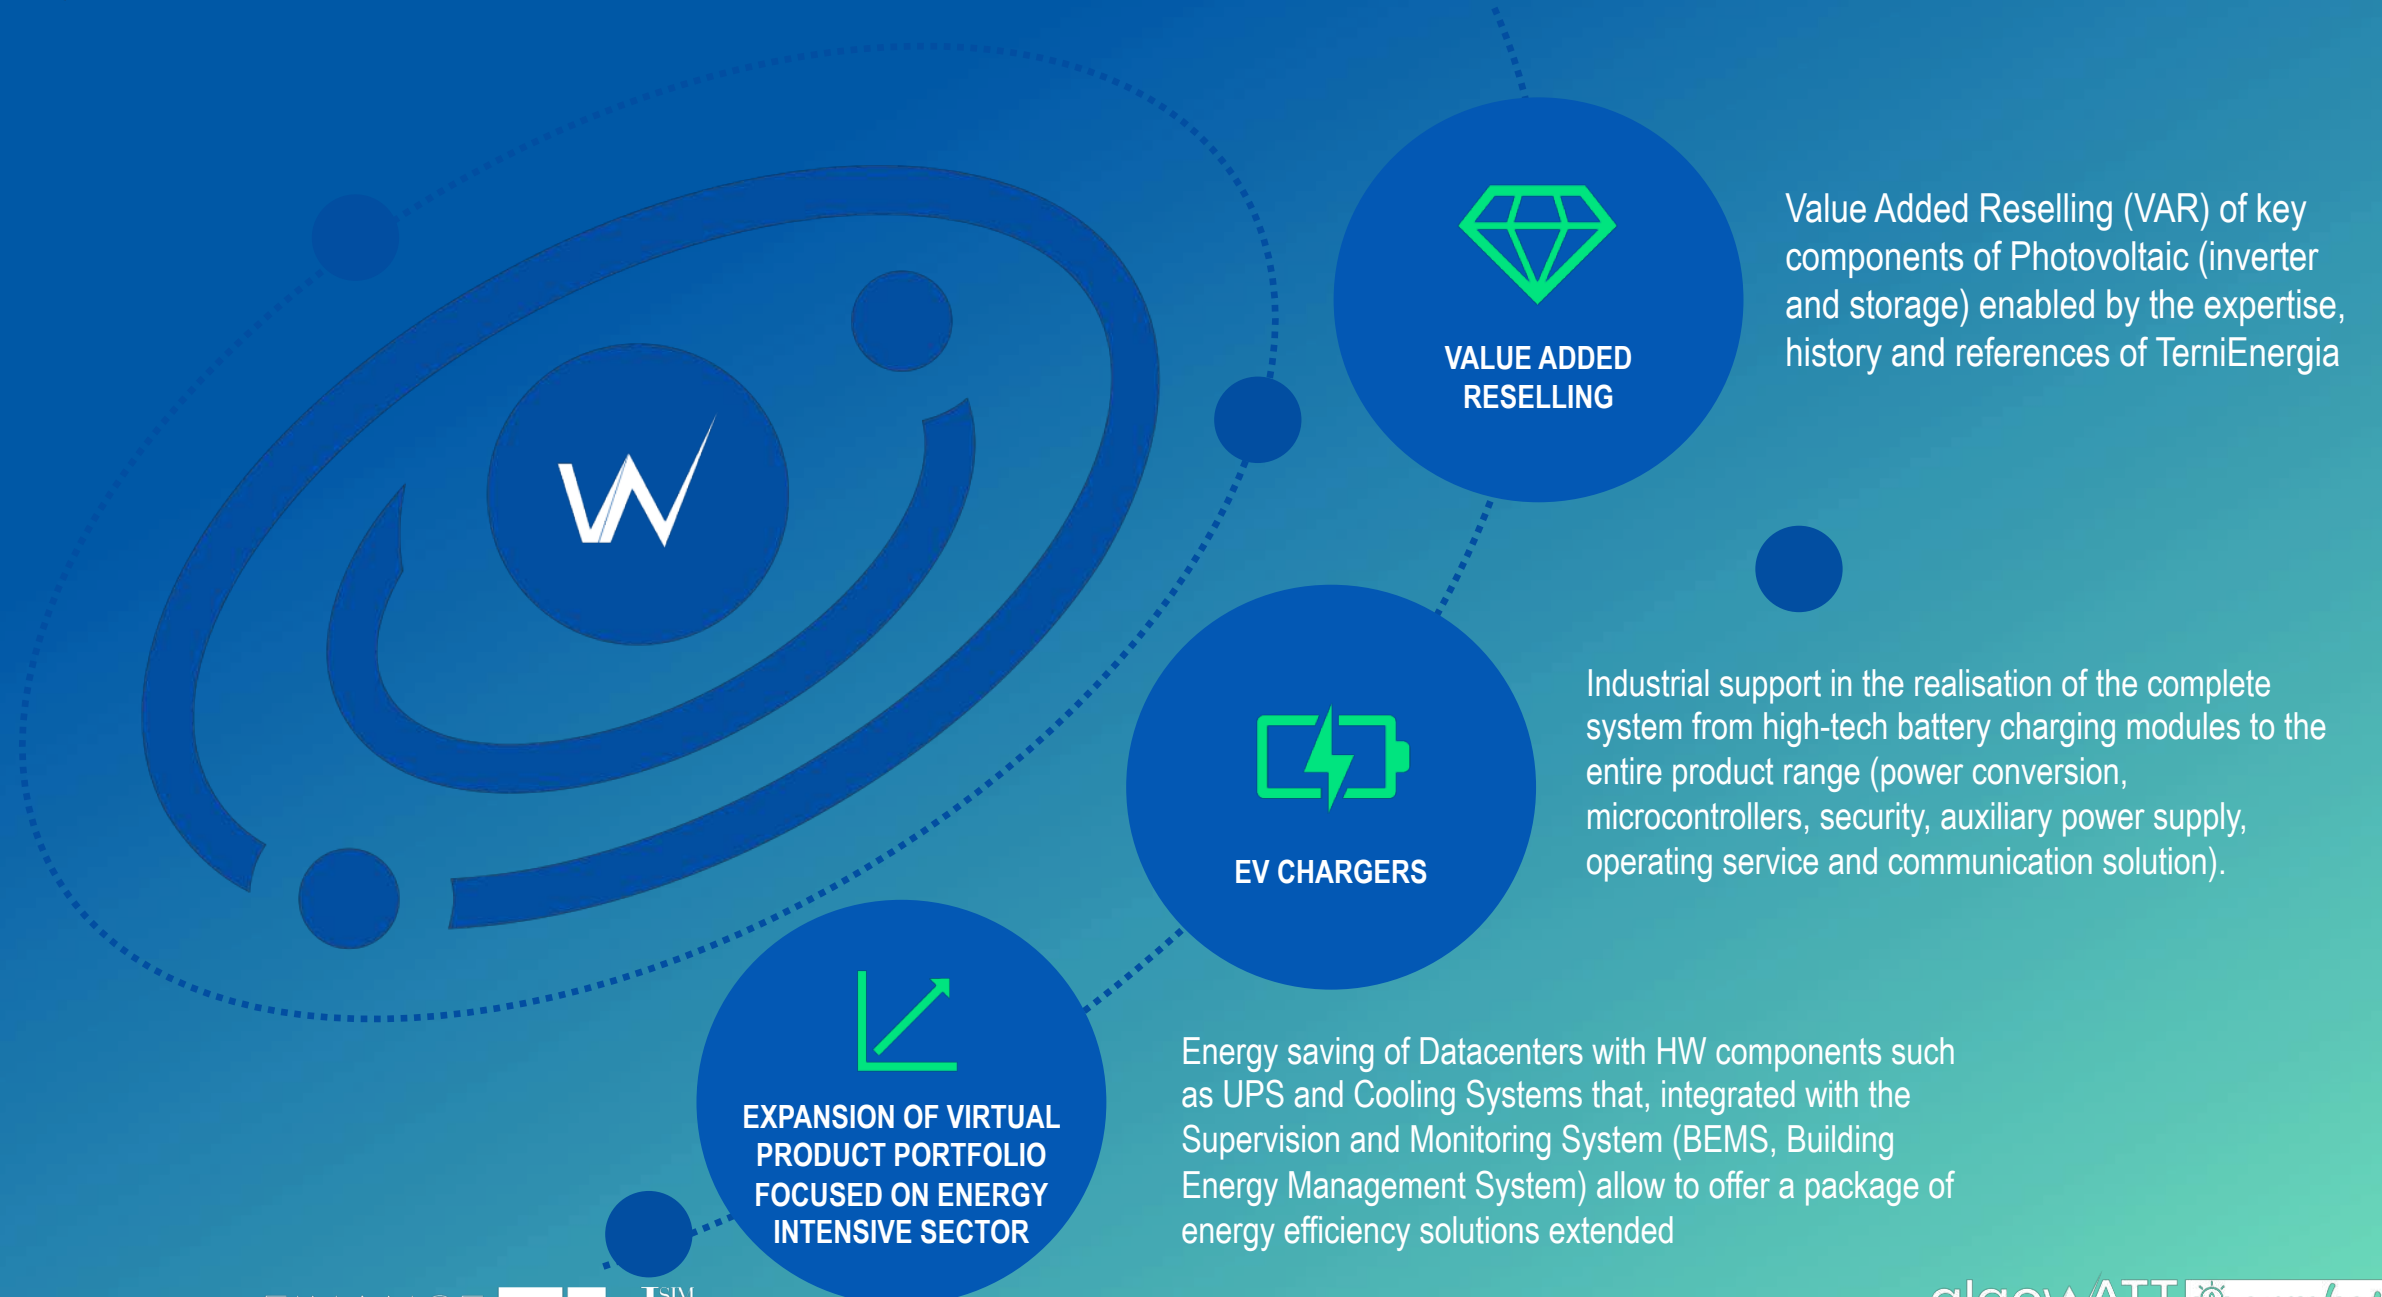 VALUE ADDED
RESELLING
Value Added Reselling (VAR) of key
components of Photovoltaic (inverter
and storage) enabled by the expertise,
history and references of TerniEnergia
EV CHARGERS
Industrial support in the realisation of the complete
system from high-tech battery charging modules to the
entire product range (power conversion,
microcontrollers, security, auxiliary power supply,
operating service and communication solution).
EXPANSION OF VIRTUAL
PRODUCT PORTFOLIO
FOCUSED ON ENERGY
INTENSIVE SECTOR
Energy saving of Datacenters with HW components such
as UPS and Cooling Systems that, integrated with the
Supervision and Monitoring System (BEMS, Building
Energy Management System) allow to offer a package of
energy efficiency solutions extended
W
algoWATT